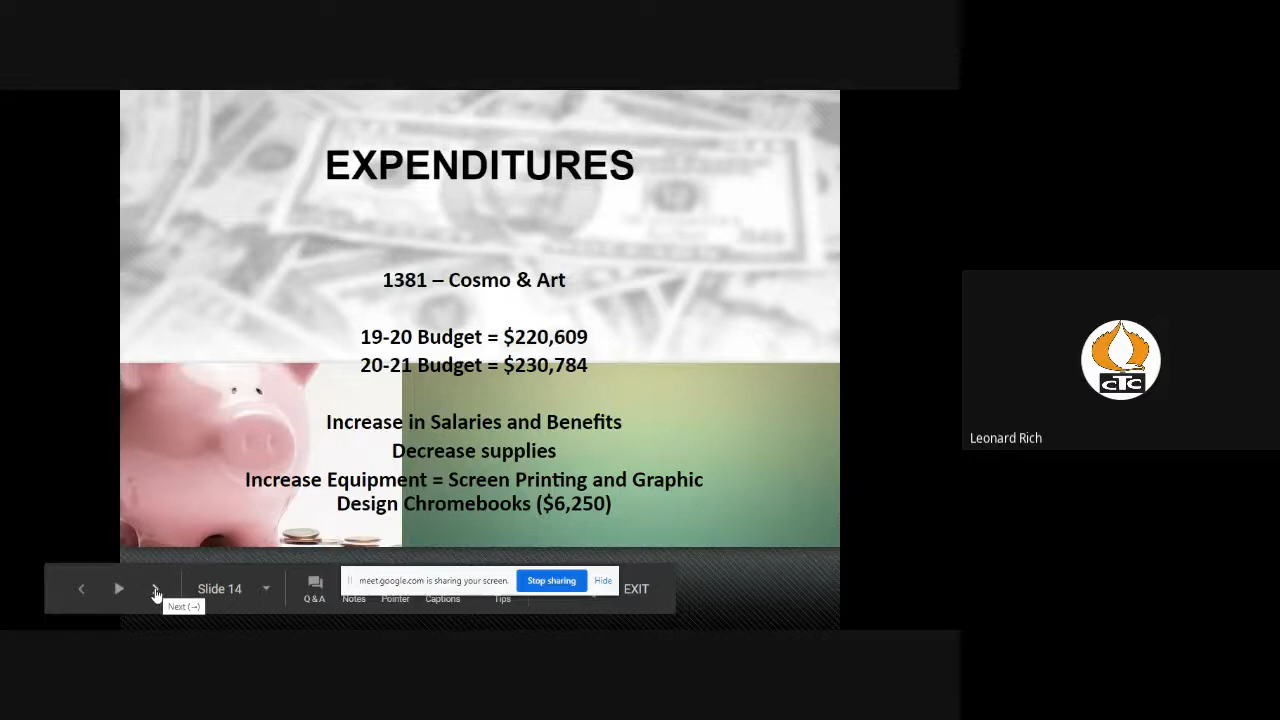 EXPENDITURES
1381 – Cosmo & Art
19-20 Budget = $220,609
20-21 Budget = $230,784
Increase in Salaries and Benefits
Decrease supplies
Increase Equipment = Screen Printing and Graphic
Design Chromebooks ($6,250)
CTC
Leonard Rich
meet.google.com is sharing your screen.
Stop sharing
Hide
Slide 14
Q&A
Notes
Pointer
Captions
Tips
EXIT
Next (→)